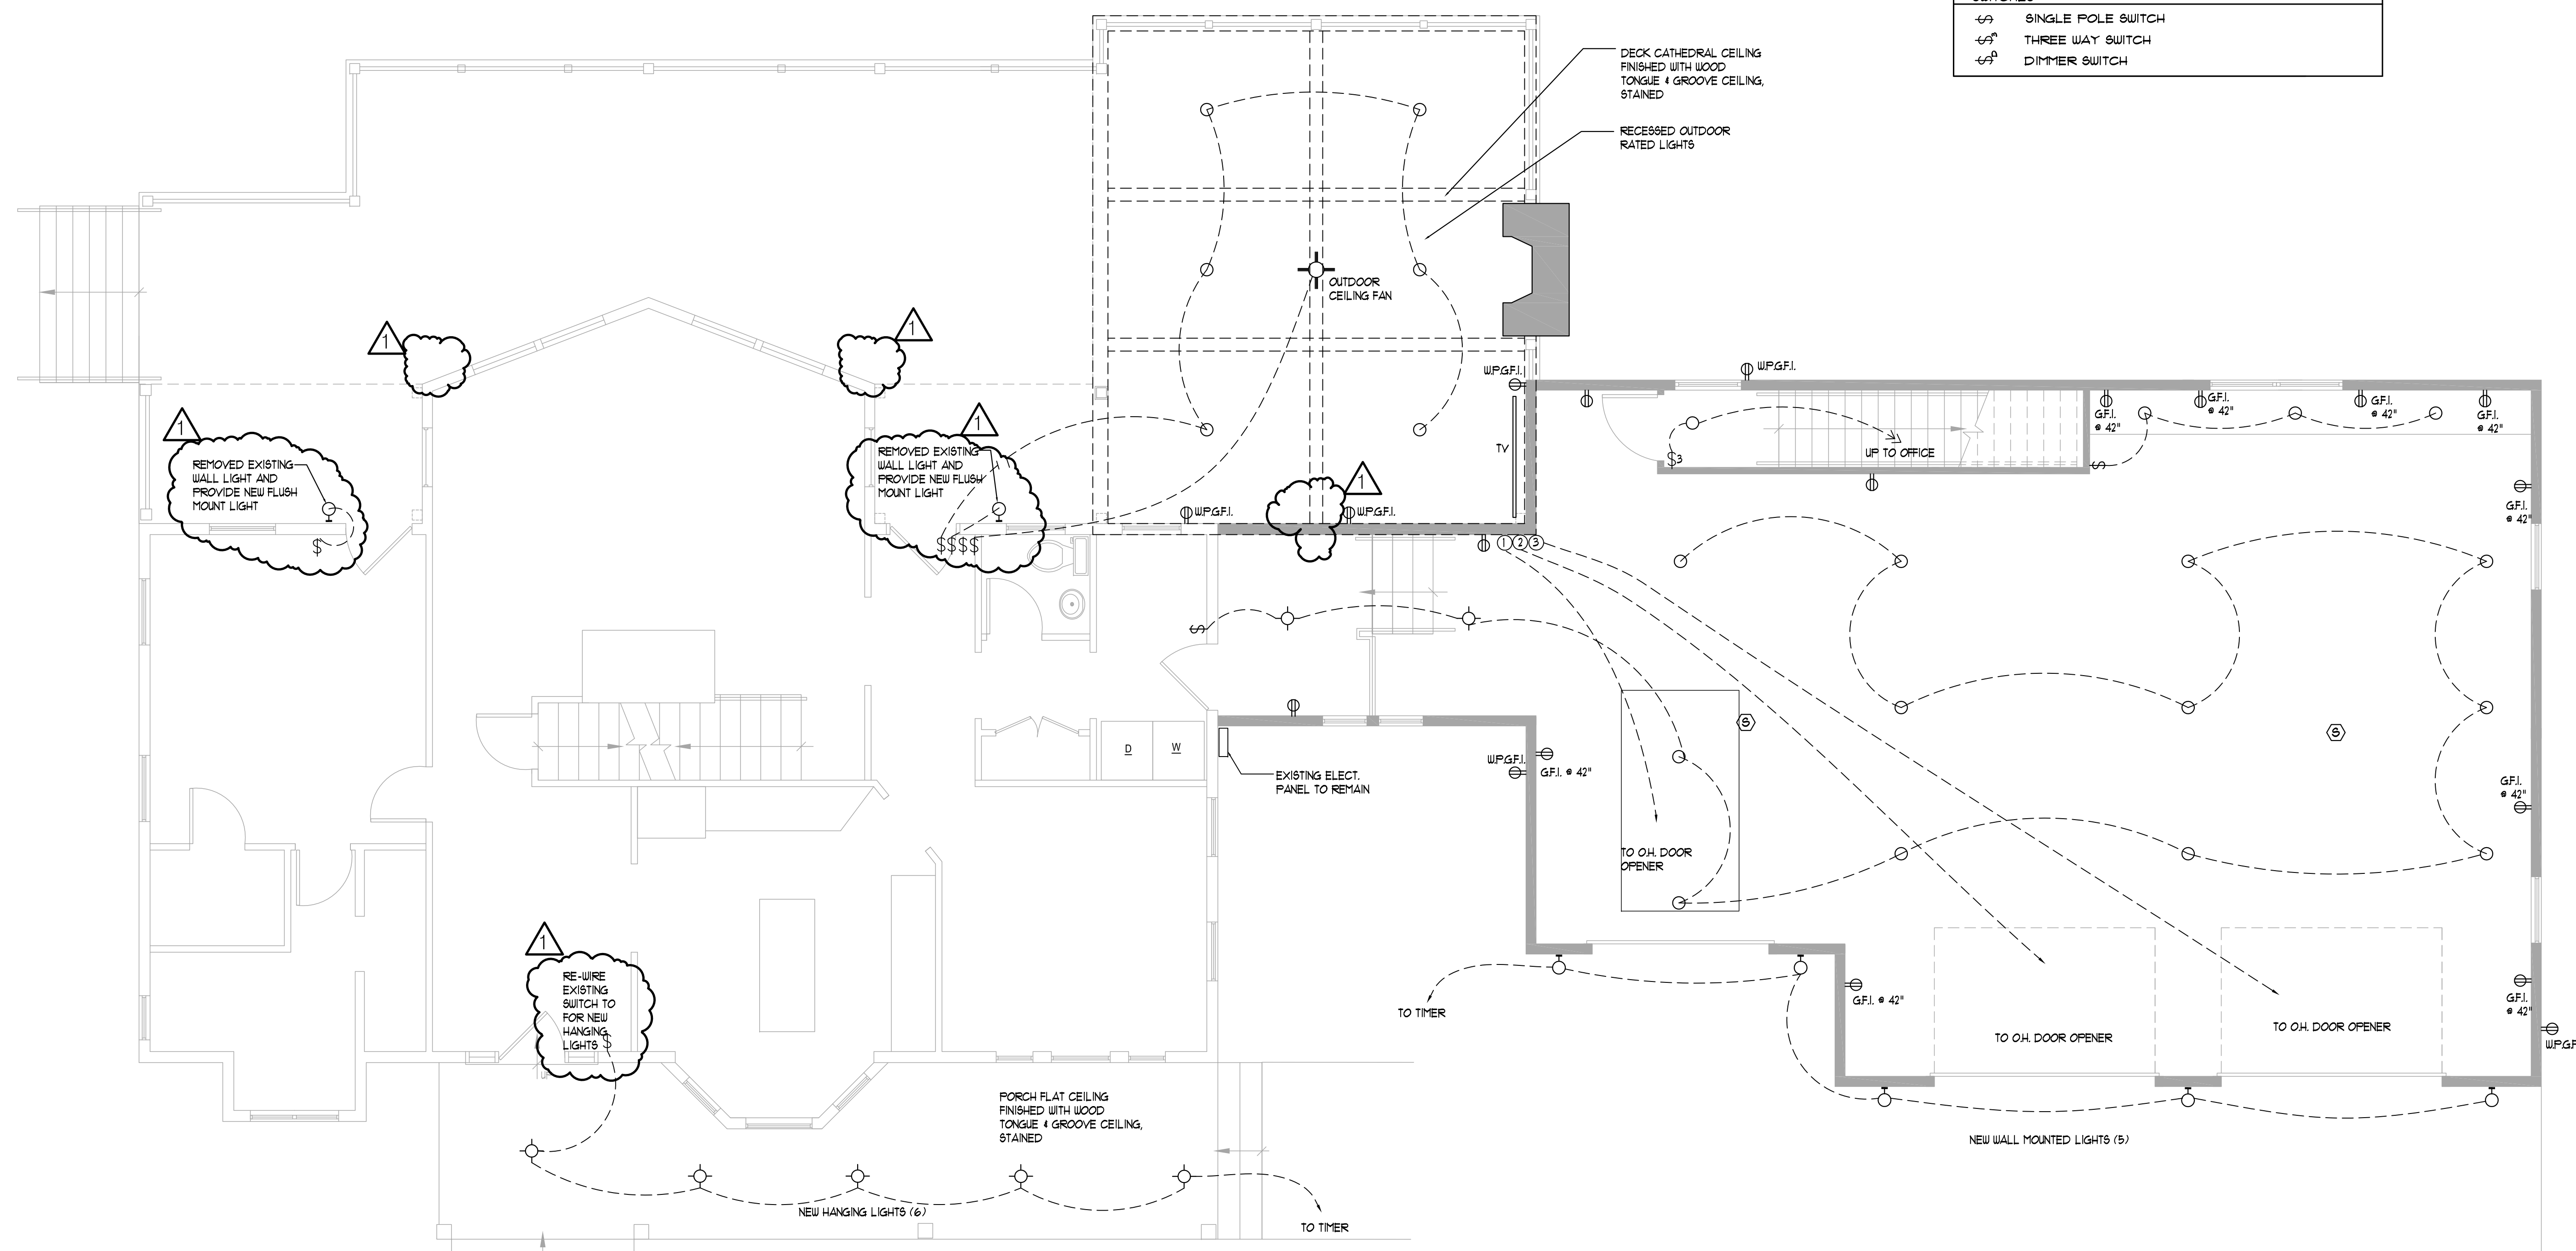 SINGLE POLE SWITCH
THREE WAY SWITCH
DIMMER SWITCH
DECK CATHEDRAL CEILING
FINISHED WITH WOOD
TONGUE & GROOVE CEILING,
STAINED
RECESSED OUTDOOR
RATED LIGHTS
OUTDOOR
CEILING FAN
1
1
W.P.G.F.I.
W.P.G.F.I.
G.F.I.
@ 42"
G.F.I.
@ 42"
G.F.I.
@ 42"
G.F.I.
@ 42"
1
REMOVED EXISTING
WALL LIGHT AND
PROVIDE NEW FLUSH
MOUNT LIGHT
$
1
REMOVED EXISTING
WALL LIGHT AND
PROVIDE NEW FLUSH
MOUNT LIGHT
$$$$
TV
UP TO OFFICE
$3
1
W.P.G.F.I.
W.P.G.F.I.
G.F.I.
@ 42"
1 2 3
S
S
D
W
EXISTING ELECT.
PANEL TO REMAIN
W.P.G.F.I.
G.F.I. @ 42"
G.F.I.
@ 42"
TO O.H. DOOR
OPENER
1
RE-WIRE
EXISTING
SWITCH TO
FOR NEW
HANGING
LIGHTS $
TO TIMER
G.F.I. @ 42"
G.F.I.
@ 42"
TO O.H. DOOR OPENER
TO O.H. DOOR OPENER
W.P.G.F
PORCH FLAT CEILING
FINISHED WITH WOOD
TONGUE & GROOVE CEILING,
STAINED
NEW WALL MOUNTED LIGHTS (5)
NEW HANGING LIGHTS (6)
TO TIMER